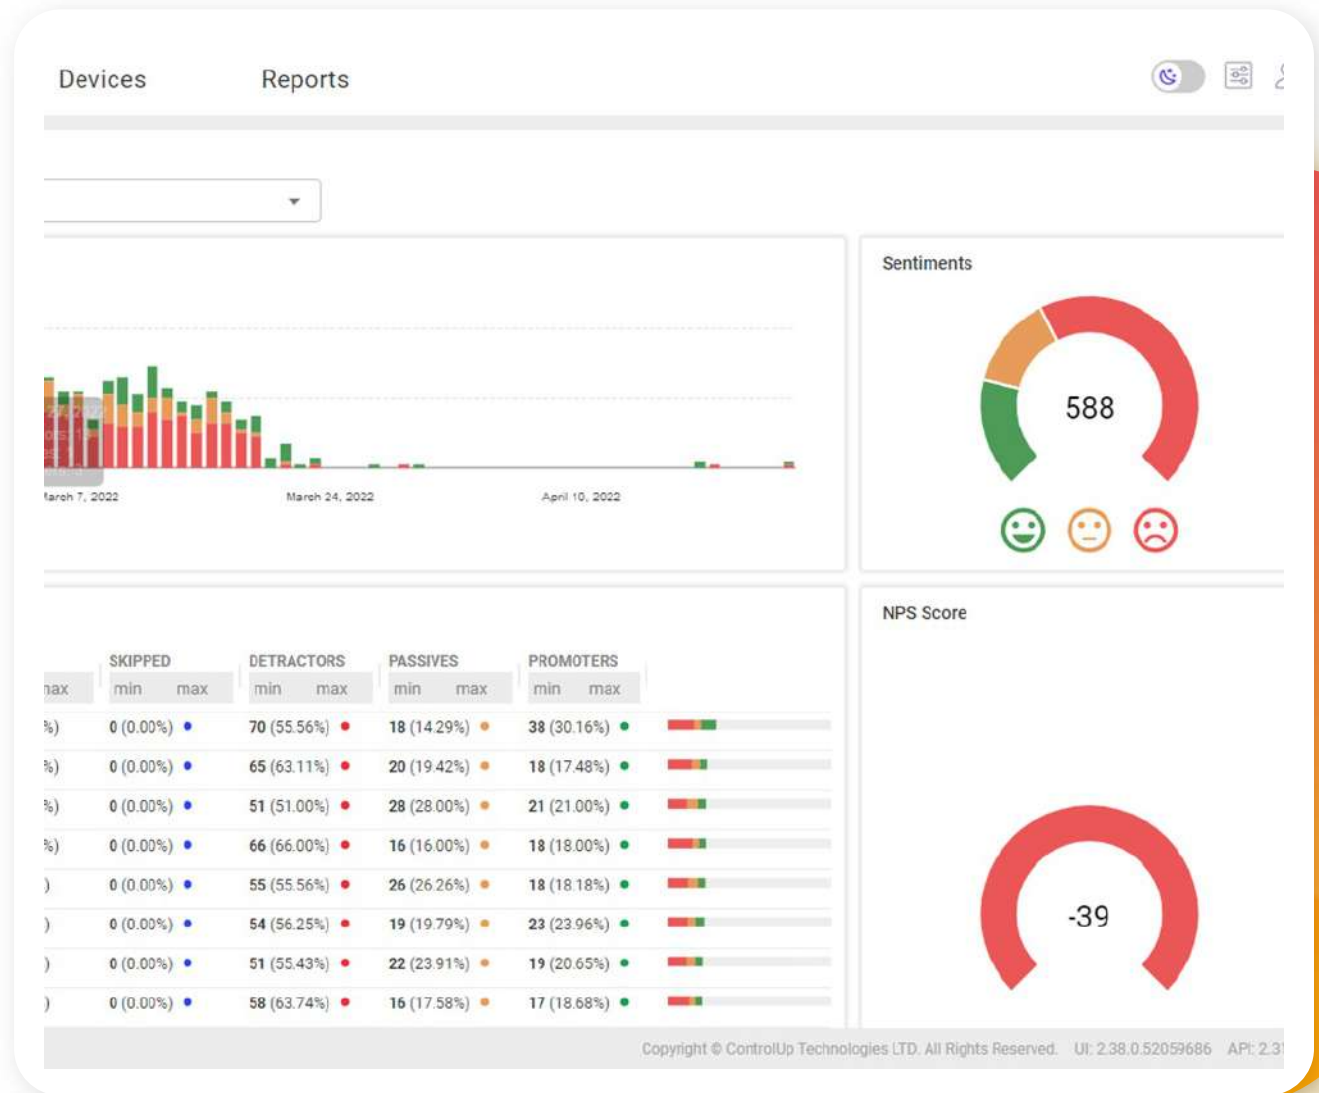 Devices Reports
Sentiments
588
March 7, 2022 March 24, 2022 April 10, 2022
NPS Score
SKIPPED DETRACTORS PASSIVES PROMOTERS
max min max min max min max min max
%) 0 (0.00%) 70 (55.56%) 18 (14.29%) 38 (30.16%)
%) 0 (0.00%) 65 (63.11%) 20 (19.42%) 18 (17.48%)
%) 0 (0.00%) 51 (51.00%) 28 (28.00%) 21 (21.00%)
%) 0 (0.00%) 66 (66.00%) 16 (16.00%) 18 (18.00%)
) 0 (0.00%) 55 (55.56%) 26 (26.26%) 18 (18.18%)
) 0 (0.00%) 54 (56.25%) 19 (19.79%) 23 (23.96%)
) 0 (0.00%) 51 (55.43%) 22 (23.91%) 19 (20.65%)
) 0 (0.00%) 58 (63.74%) 16 (17.58%) 17 (18.68%)
-39
Copyright © ControlUp Technologies LTD. All Rights Reserved. UI: 2.38.0.52059686 API: 2.31